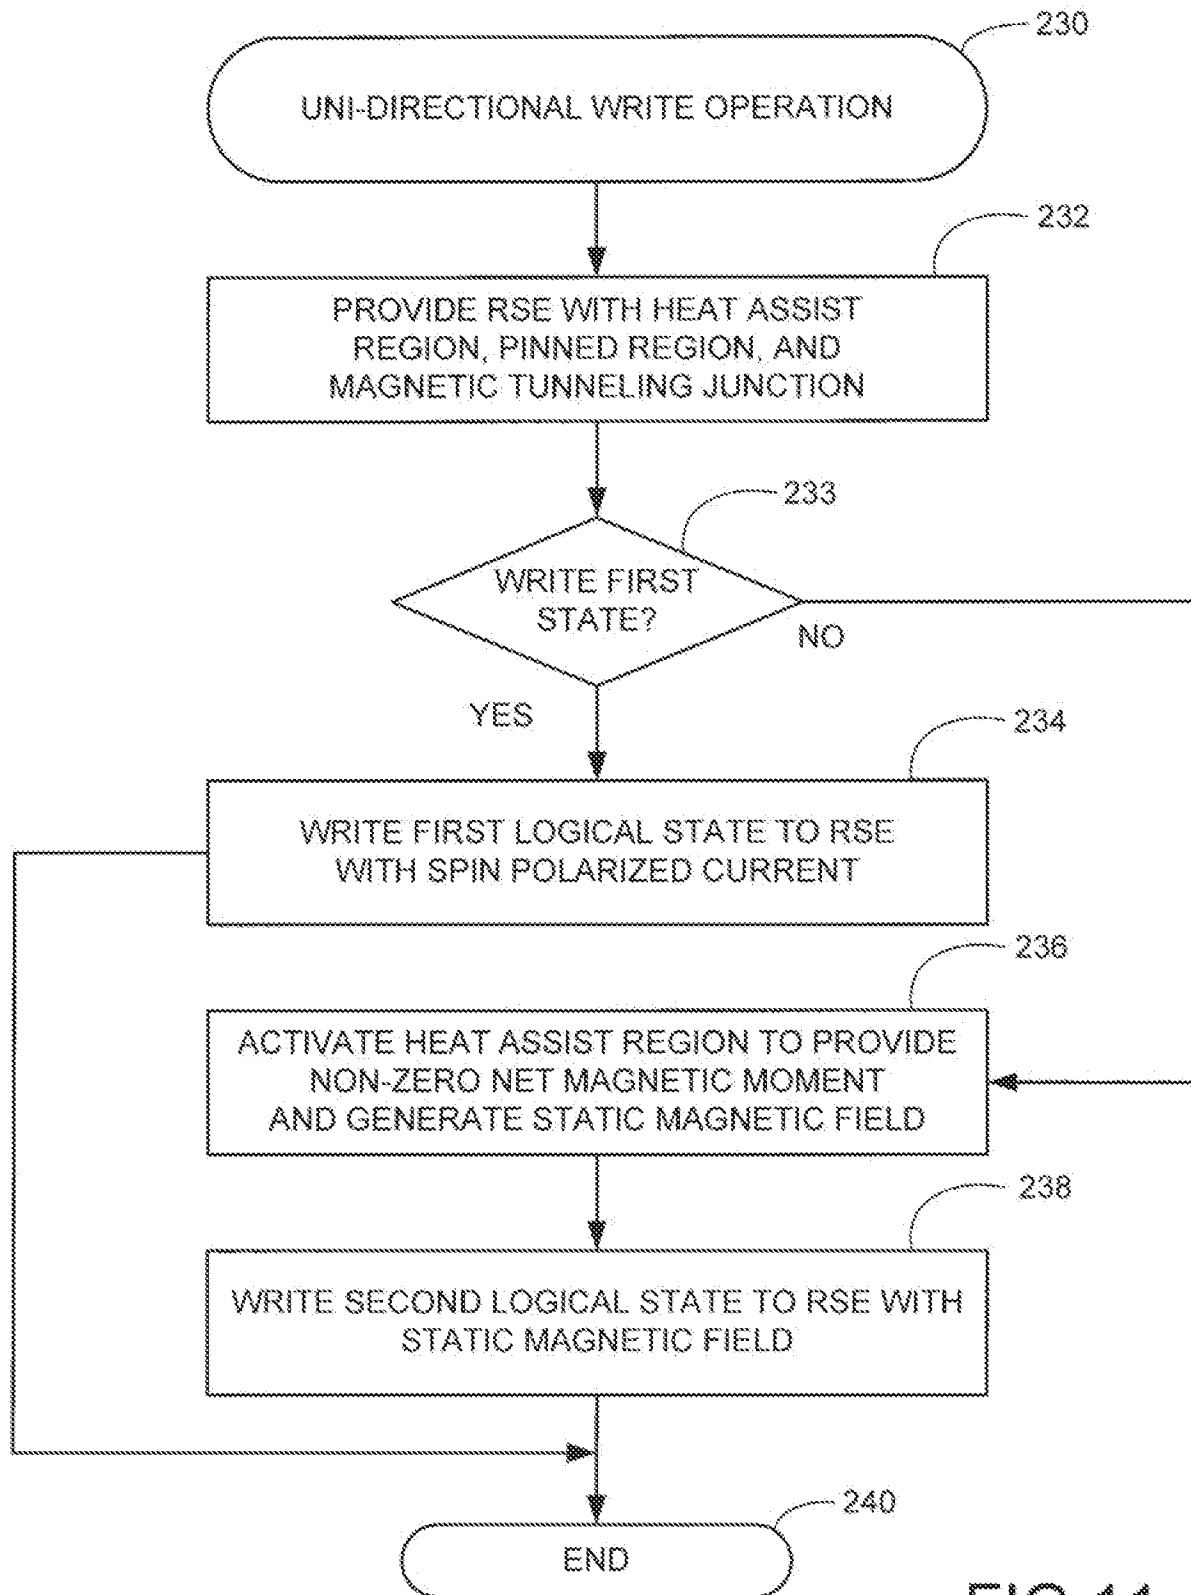 230
UNI-DIRECTIONAL WRITE OPERATION
232
PROVIDE RSE WITH HEAT ASSIST
REGION, PINNED REGION, AND
MAGNETIC TUNNELING JUNCTION
233
WRITE FIRST
STATE?
NO
YES
234
WRITE FIRST LOGICAL STATE TO RSE
WITH SPIN POLARIZED CURRENT
236
ACTIVATE HEAT ASSIST REGION TO PROVIDE
NON-ZERO NET MAGNETIC MOMENT
AND GENERATE STATIC MAGNETIC FIELD
238
WRITE SECOND LOGICAL STATE TO RSE WITH
STATIC MAGNETIC FIELD
240
END
FIG.11